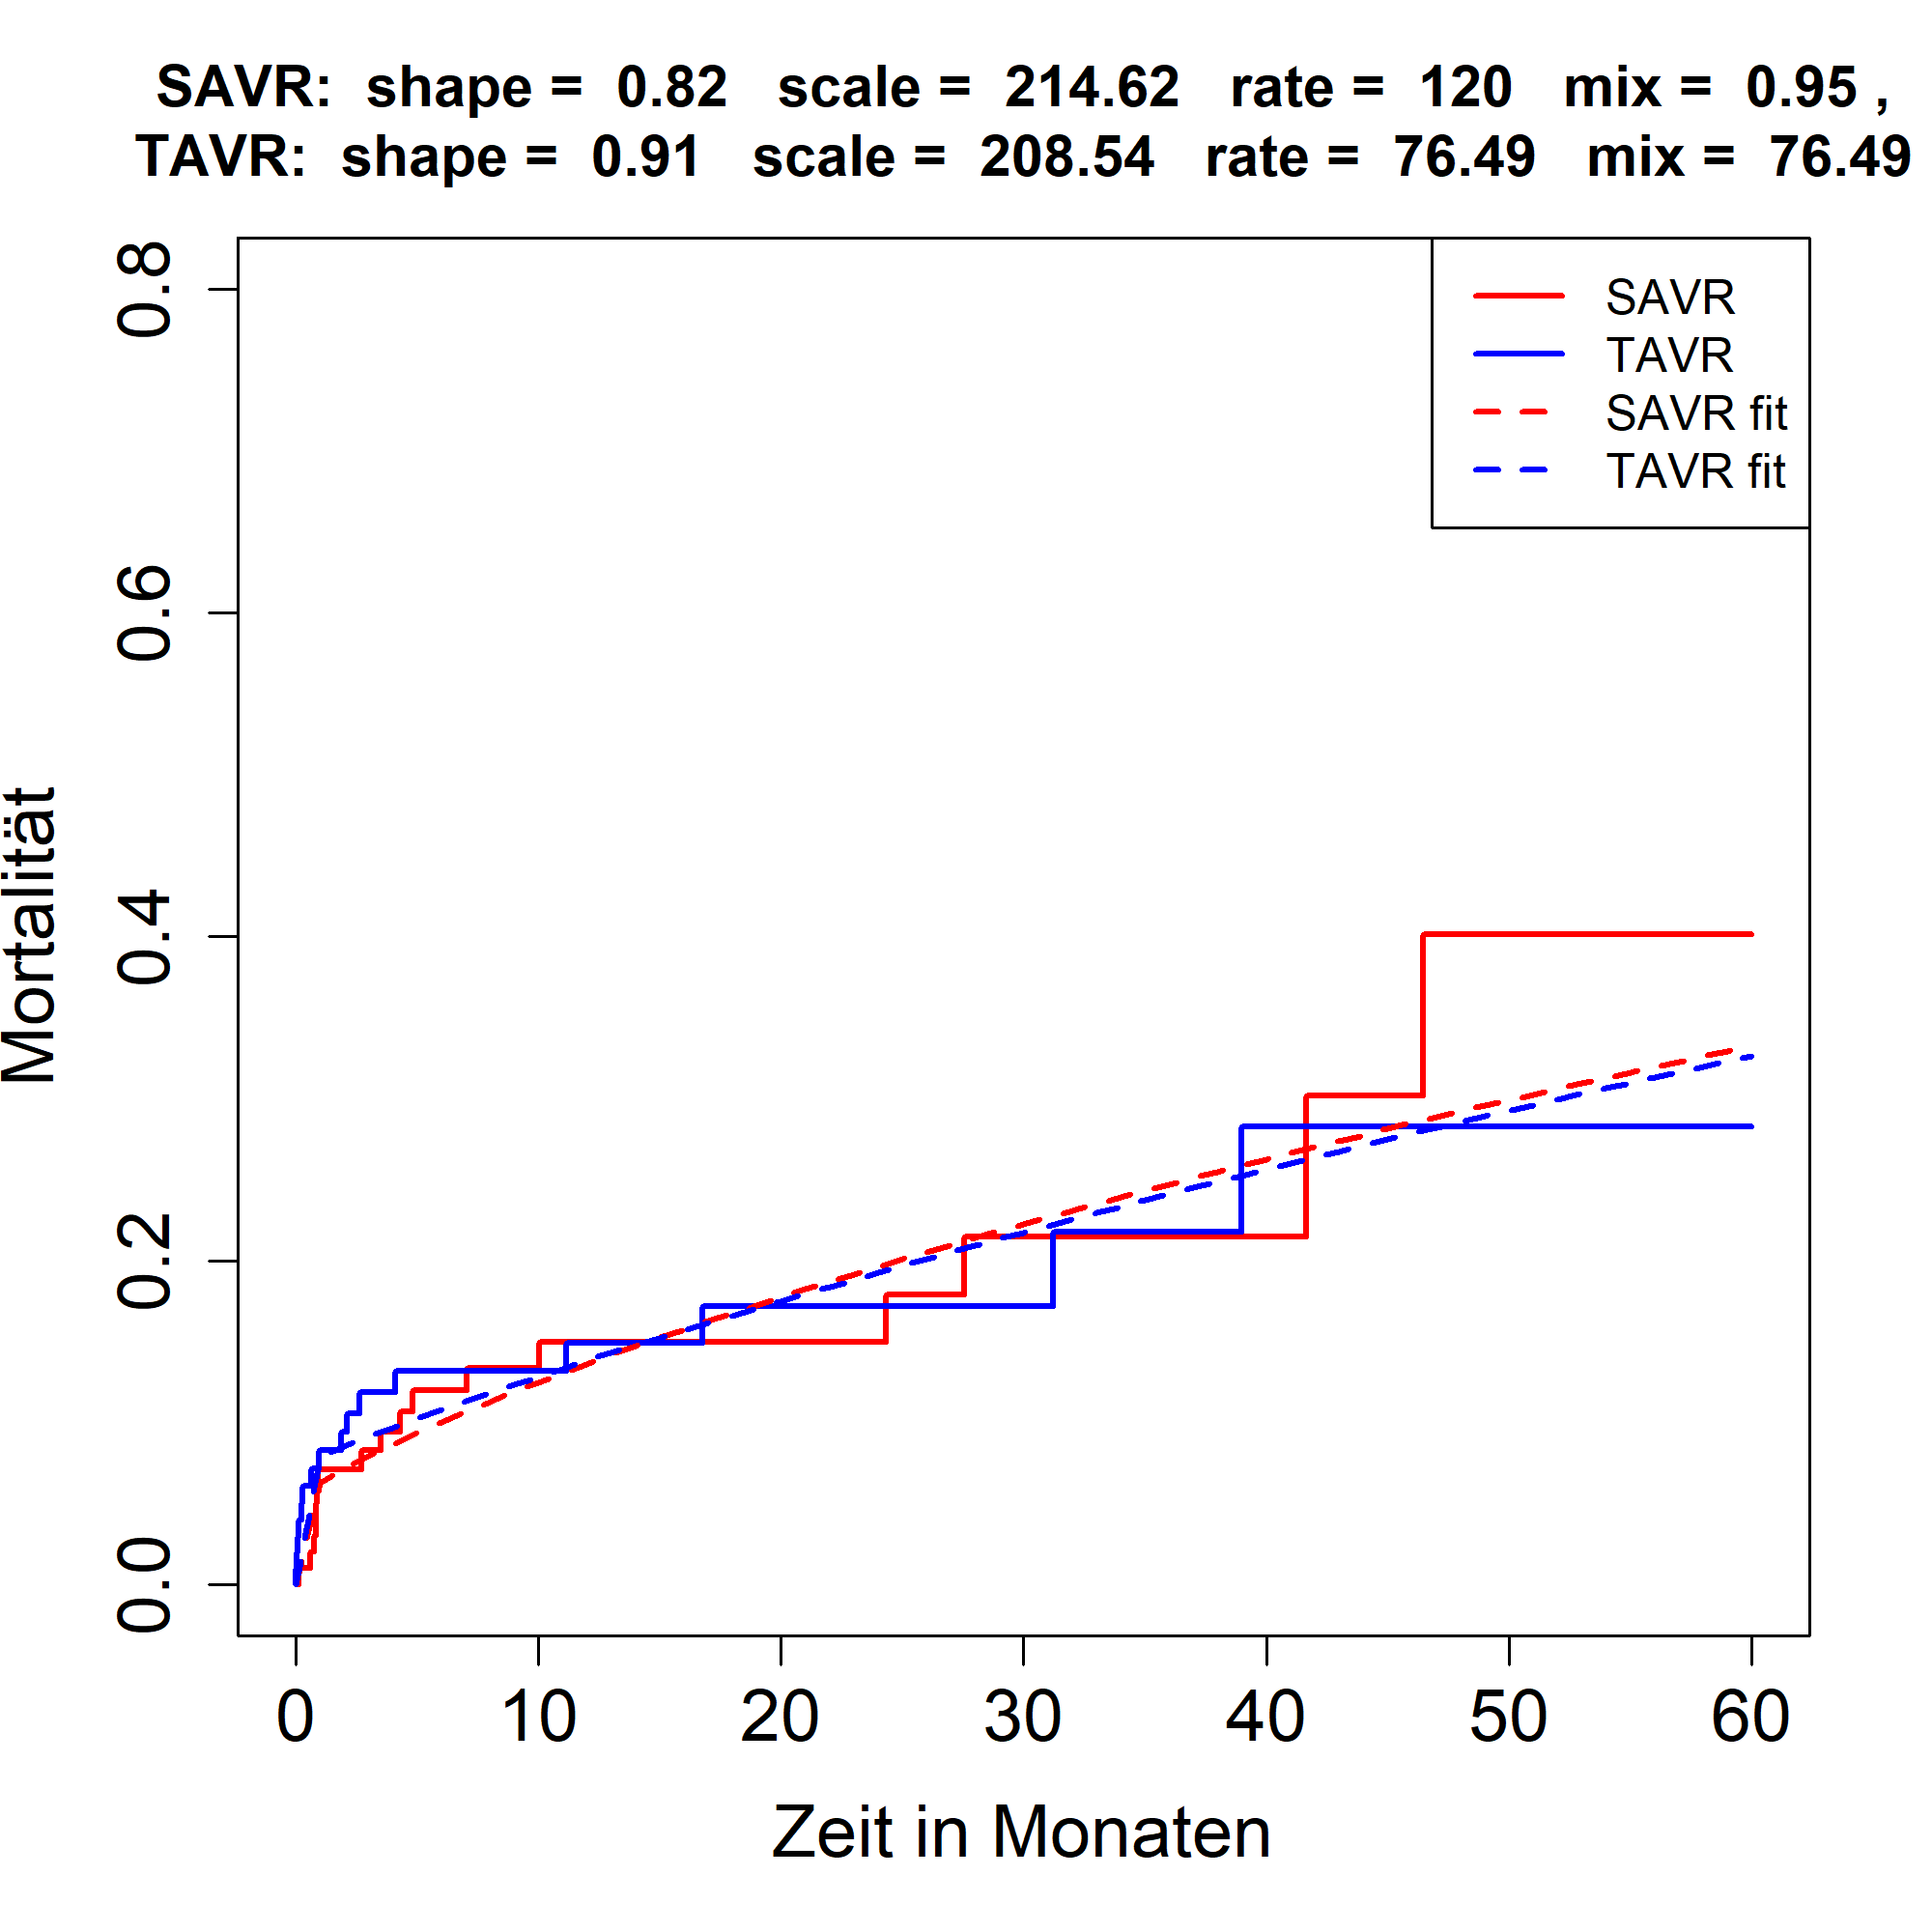 SAVR: shape = 0.82 scale = 214.62 rate = 120 mix = 0.95 ,
TAVR: shape = 0.91 scale = 208.54 rate = 76.49 mix = 76.49
SAVR
TAVR
SAVR fit
TAVR fit
0.8
0.6
0.4
0.2
0.0
Mortalität
0 10 20 30 40 50 60
Zeit in Monaten